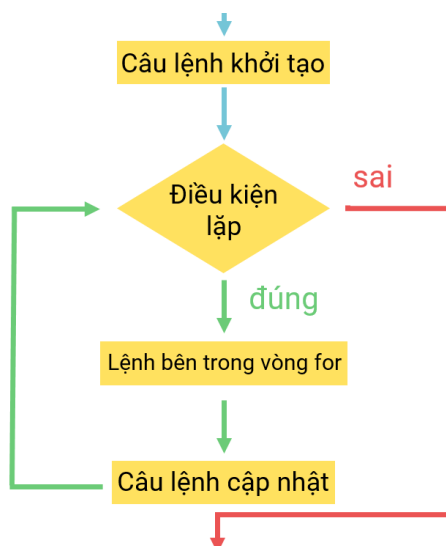 Câu lệnh khởi tạo
Điều kiện
lặp
sai
đúng
Lệnh bên trong vòng for
Câu lệnh cập nhật